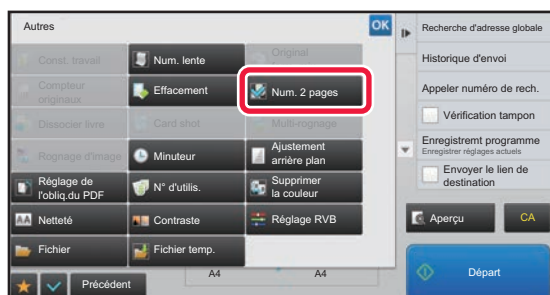 Autres
OK
Const. travail
Num. lente
Original
Compteur
originaux
Effacement
Num. 2 pages
Dissocier livre
Card shot
Multi-rognage
Rognage d'image
Minuteur
Ajustement
arrière plan
Réglage de
l'obliq.du PDF
N° d'utilis.
Supprimer
la couleur
Netteté
Contraste
Réglage RVB
Fichier
Fichier temp.
Précédent
A4
A4
Recherche d'adresse globale
Historique d'envoi
Appeler numéro de rech.
Vérification tampon
Enregistremt programme
Enregistrer réglages actuels
Envoyer le lien de
destination
Aperçu
CA
Départ